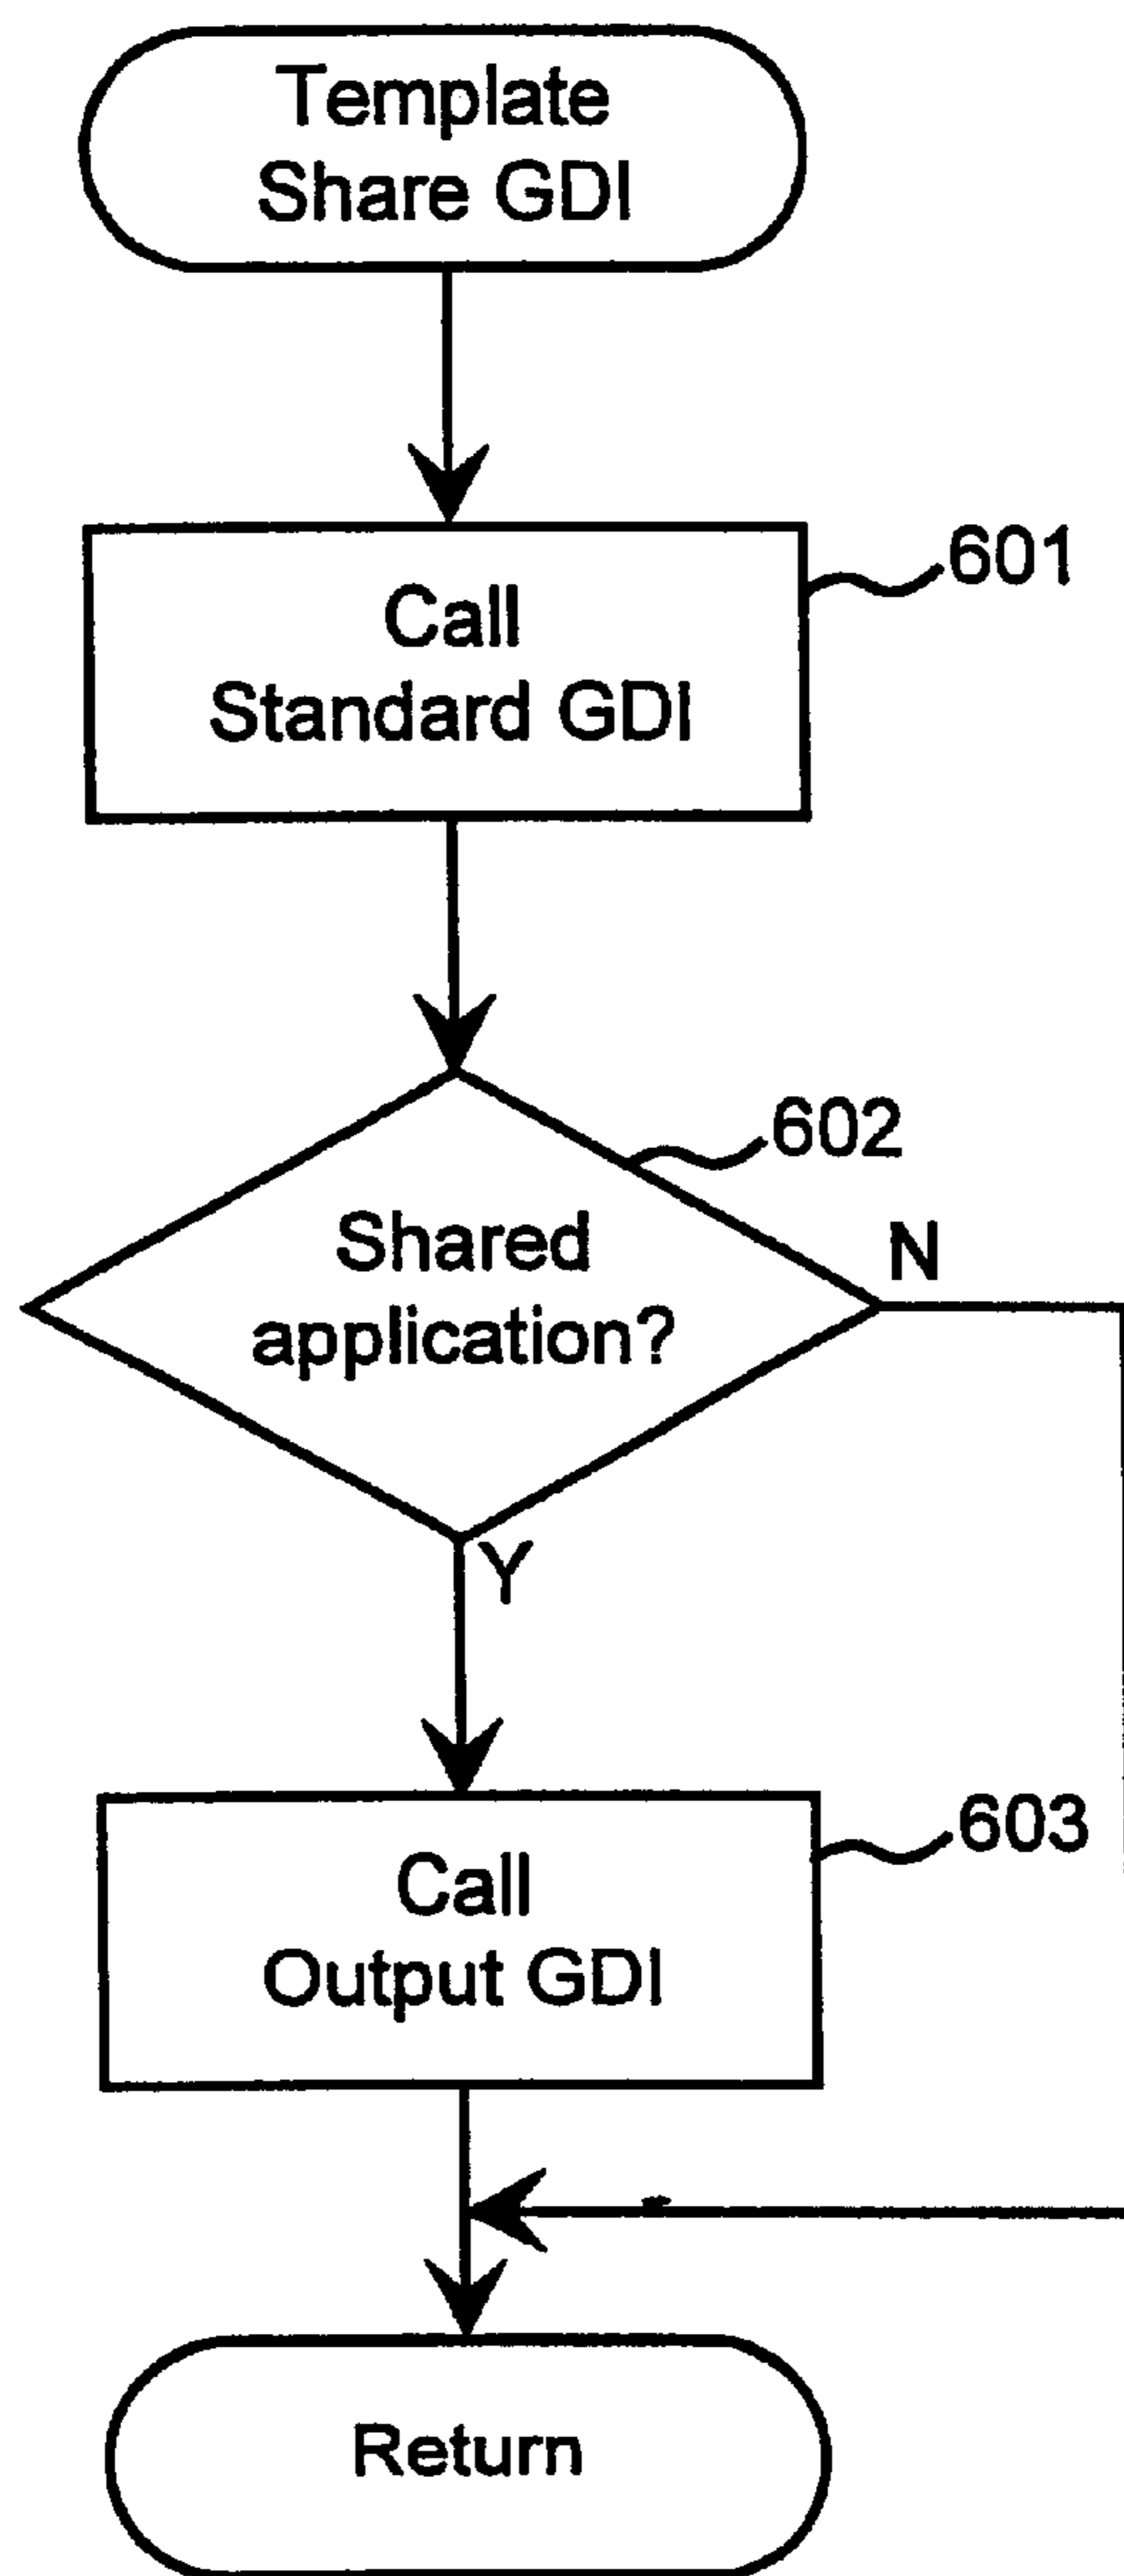 Template
Share GDI
Call
Standard GDI
601
602
Shared
application?
N
Y
Call
Output GDI
603
Return